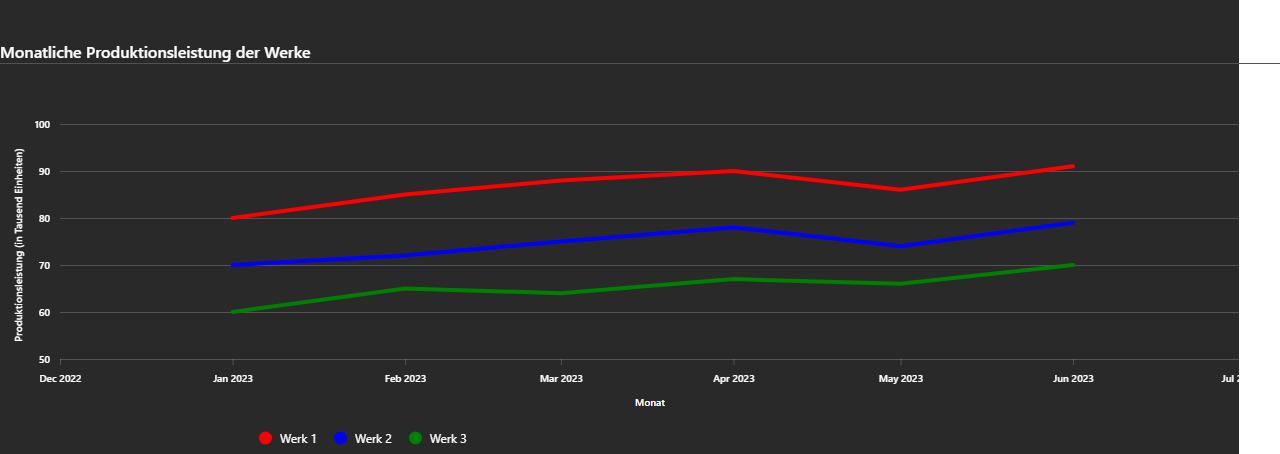 Monatliche Produktionsleistung der Werke
Produktionsleistung (in Tausend Einheiten)
100
90
80
70
60
50
Dec 2022 Jan 2023 Feb 2023 Mar 2023 Apr 2023 May 2023 Jun 2023 Jul
Monat
Werk 1 Werk 2 Werk 3